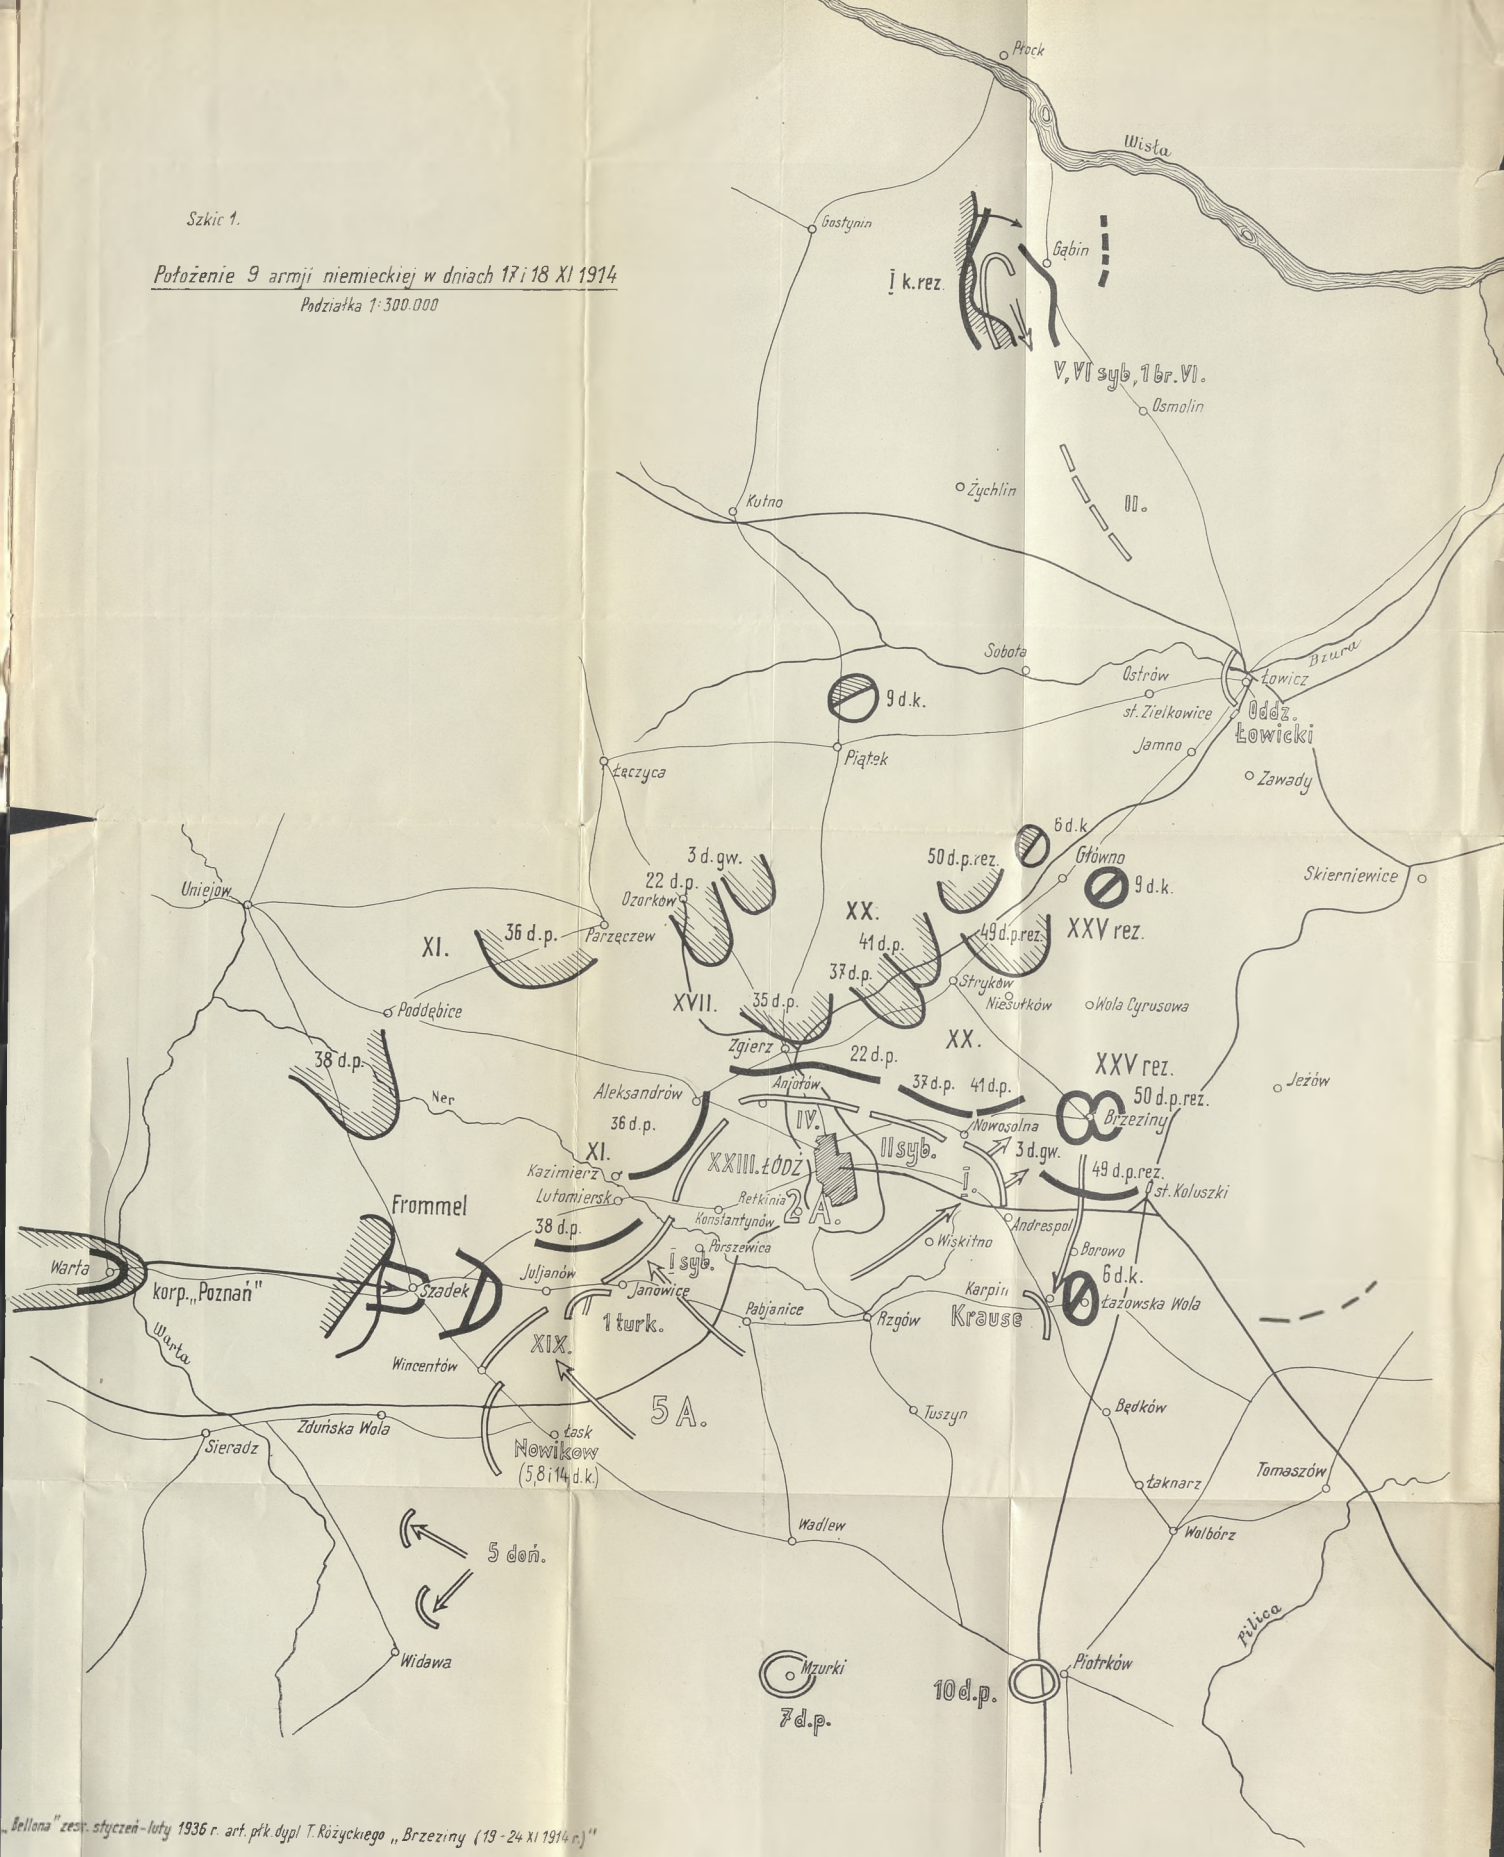 Płock
Wisła
Szkic 1.
Położenie 9 armji niemieckiej w dniach 17 i 18 XI 1914
Podziałka 1:300.000
Gostynin
Gąbin
I k.rez.
V, VI syb, 1 br. VI.
Osmolin
Żychlin
II.
Kutno
Sobota
Bzura
Ostrów
Łowicz
st. Zielkowice
Oddz.
Łowicki
9 d.k.
Jamno
Piątek
Łęczyca
Zawady
6 d.k.
3 d.gw.
50 d.p.rez.
Główno
22 d.p.
Skierniewice
Uniejów
Ozorków
9 d.k.
XX.
XI.
36 d.p.
Parzęczew
41 d.p.
49 d.p.rez.
XXV rez.
37 d.p.
Stryków
XVII.
35 d.p.
Niesułków
Wola Cyrusowa
Poddębice
Zgierz
XX.
38 d.p.
22 d.p.
XXV rez.
Aniołów
37 d.p.
41 d.p.
Jeżów
Ner
Aleksandrów
50 d.p.rez.
36 d.p.
IV.
Nowosolna
Brzeziny
XI.
II syb.
3 d.gw.
XXIII.
ŁÓDŹ
Kazimierz
49 d.p.rez.
I.
Lutomiersk
Retkinia
st. Koluszki
Frommel
Konstantynów
2 A.
38 d.p.
Andrespol
Porszewice
Wiskitno
Borowo
Warta
I syb.
Juljanów
6 d.k.
korp. „Poznań"
Szadek
Janowice
Karpin
Łazowska Wola
Pabjanice
Krause
1 turk.
Rzgów
Warta
XIX.
Wincentów
5 A.
Będków
Zduńska Wola
Tuszyn
Sieradz
Łask
Nowikow
(5, 8 i 14 d.k.)
Tomaszów
Łaknarz
Wadlew
Wolbórz
5 doń.
Pilica
Widawa
Mzurki
Piotrków
10 d.p.
7 d.p.
„Bellona" zesz. styczeń-luty 1936 r. art. płk. dypl T. Różyckiego „Brzeziny (19-24 XI 1914 r.)"